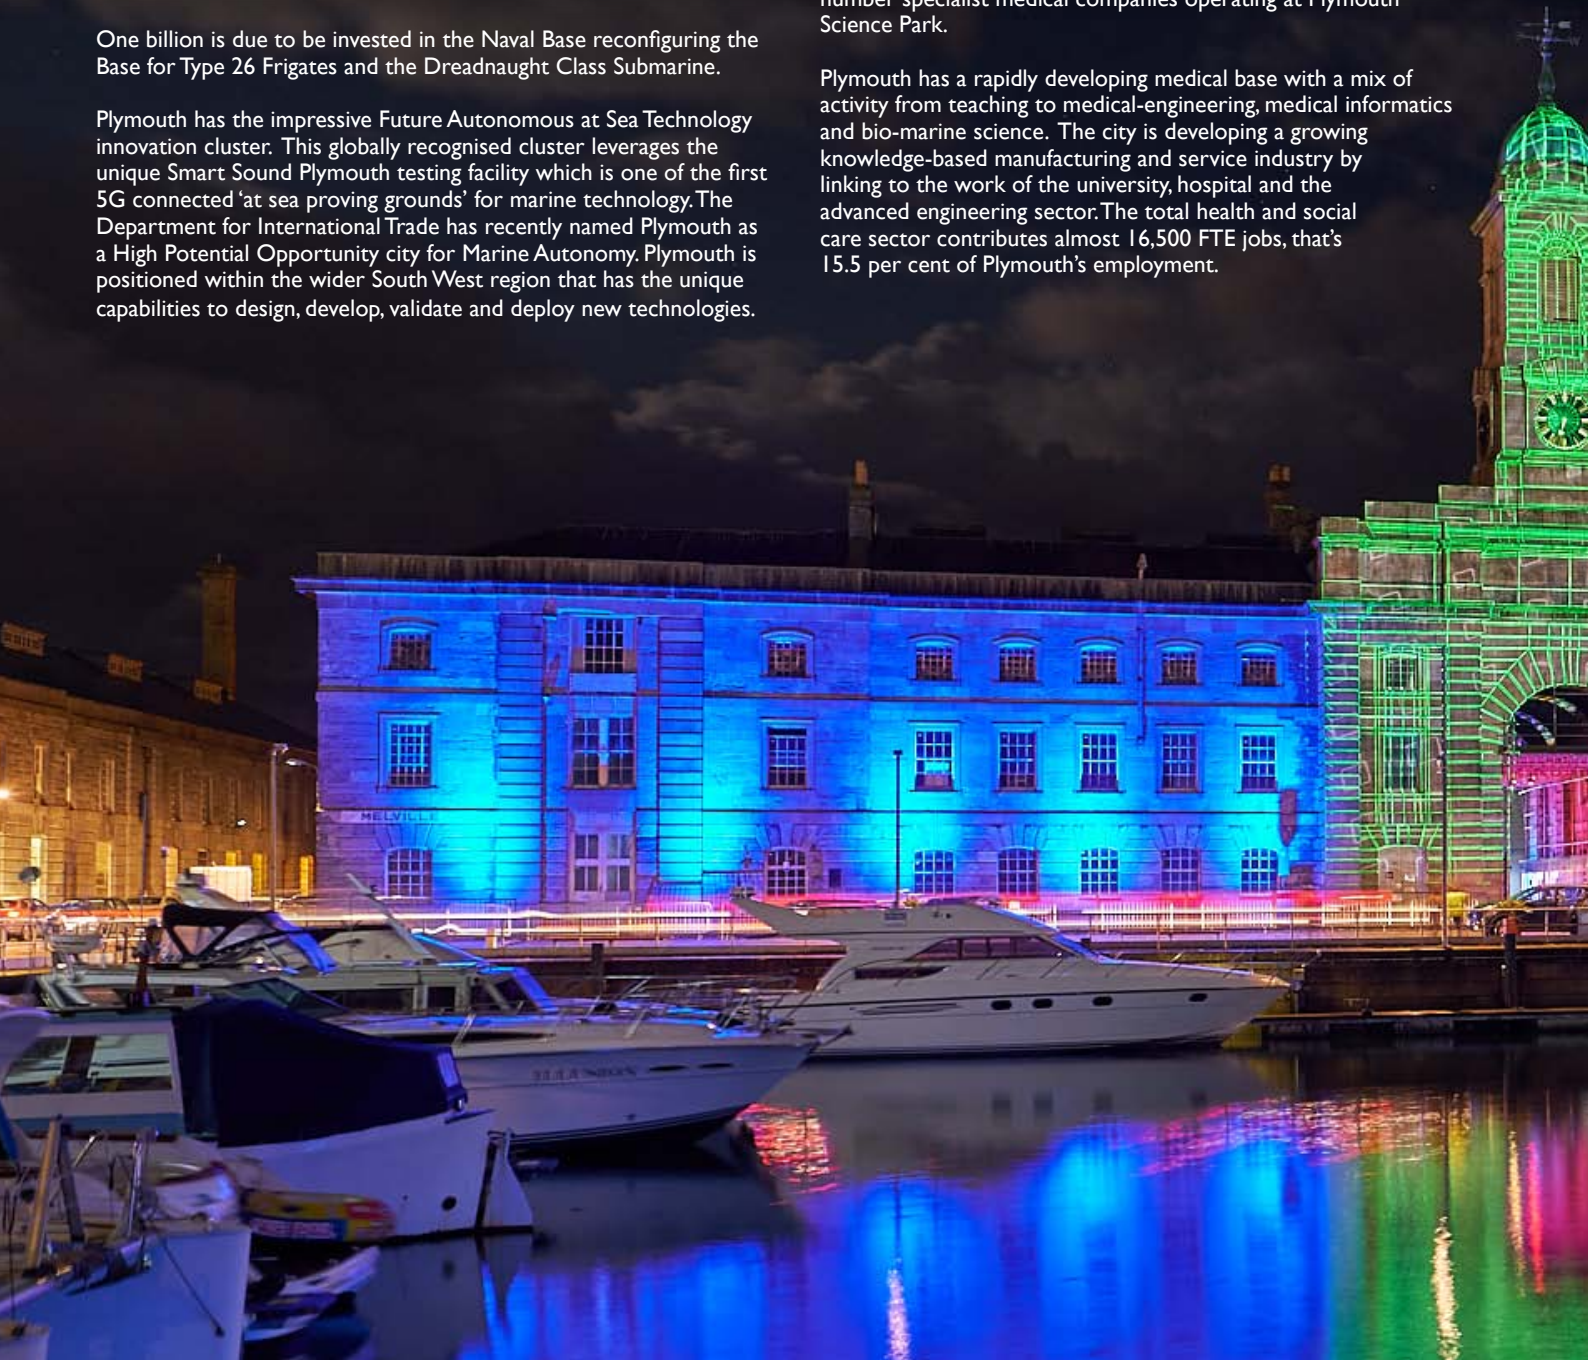 One billion is due to be invested in the Naval Base reconfiguring the
Base for Type 26 Frigates and the Dreadnaught Class Submarine.
Plymouth has the impressive Future Autonomous at Sea Technology
innovation cluster. This globally recognised cluster leverages the
unique Smart Sound Plymouth testing facility which is one of the first
5G connected ‘at sea proving grounds’ for marine technology. The
Department for International Trade has recently named Plymouth as
a High Potential Opportunity city for Marine Autonomy. Plymouth is
positioned within the wider South West region that has the unique
capabilities to design, develop, validate and deploy new technologies.
number specialist medical companies operating at Plymouth
Science Park.
Plymouth has a rapidly developing medical base with a mix of
activity from teaching to medical-engineering, medical informatics
and bio-marine science. The city is developing a growing
knowledge-based manufacturing and service industry by
linking to the work of the university, hospital and the
advanced engineering sector. The total health and social
care sector contributes almost 16,500 FTE jobs, that’s
15.5 per cent of Plymouth’s employment.
MELVILLE